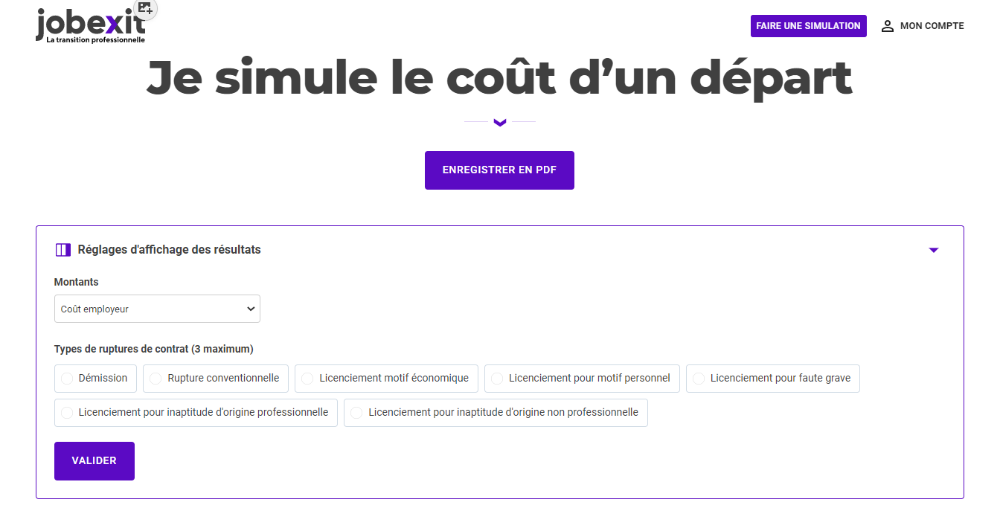 jobexit
La transition professionnelle
FAIRE UNE SIMULATION
MON COMPTE
Je simule le coût d’un départ
ENREGISTRER EN PDF
Réglages d'affichage des résultats
Montants
Coût employeur
Types de ruptures de contrat (3 maximum)
Démission
Rupture conventionnelle
Licenciement motif économique
Licenciement pour motif personnel
Licenciement pour faute grave
Licenciement pour inaptitude d'origine professionnelle
Licenciement pour inaptitude d'origine non professionnelle
VALIDER